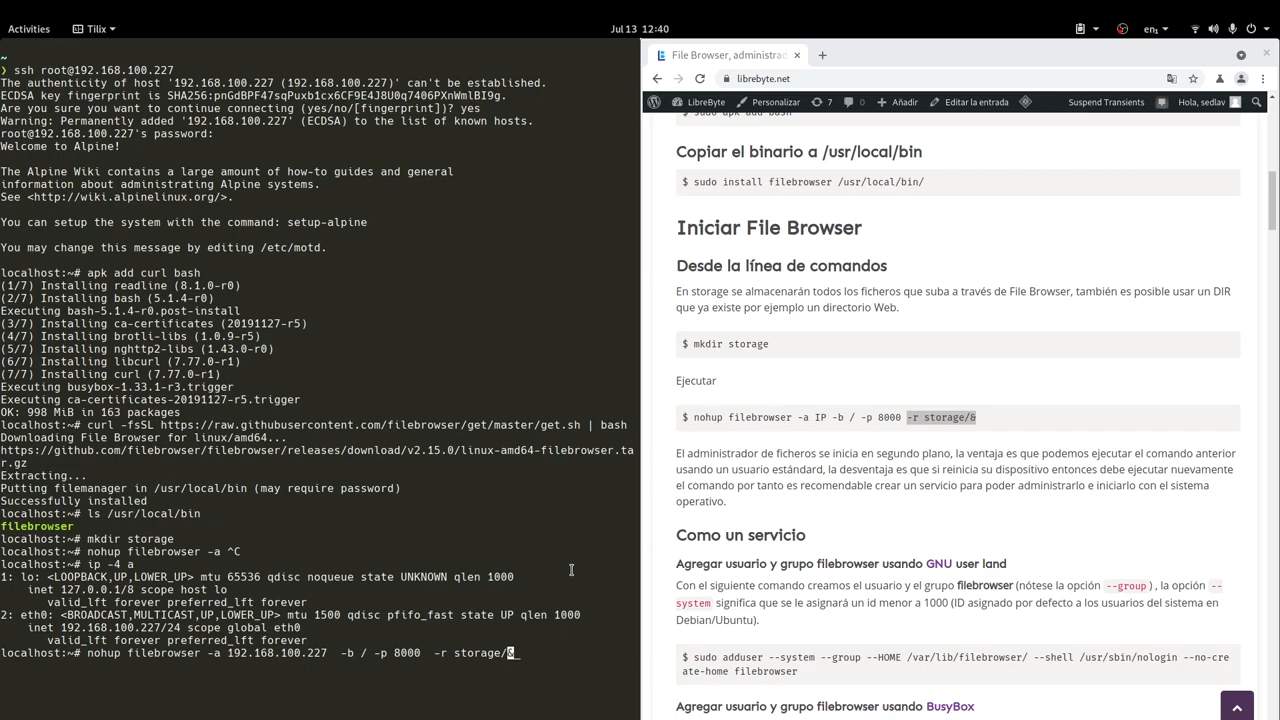 Activities
Tilix
Jul 13 12:40
en₁
~
❯ ssh root@192.168.100.227
The authenticity of host '192.168.100.227 (192.168.100.227)' can't be established.
ECDSA key fingerprint is SHA256:pnGdBPF47sqPuxb1cx6CF9E4J8U0q7406PXnWmlBI9g.
Are you sure you want to continue connecting (yes/no/[fingerprint])? yes
Warning: Permanently added '192.168.100.227' (ECDSA) to the list of known hosts.
root@192.168.100.227's password:
Welcome to Alpine!
The Alpine Wiki contains a large amount of how-to guides and general
information about administrating Alpine systems.
See <http://wiki.alpinelinux.org/>.
You can setup the system with the command: setup-alpine
You may change this message by editing /etc/motd.
localhost:~# apk add curl bash
(1/7) Installing readline (8.1.0-r0)
(2/7) Installing bash (5.1.4-r0)
Executing bash-5.1.4-r0.post-install
(3/7) Installing ca-certificates (20191127-r5)
(4/7) Installing brotli-libs (1.0.9-r5)
(5/7) Installing nghttp2-libs (1.43.0-r0)
(6/7) Installing libcurl (7.77.0-r1)
(7/7) Installing curl (7.77.0-r1)
Executing busybox-1.33.1-r3.trigger
Executing ca-certificates-20191127-r5.trigger
OK: 998 MiB in 163 packages
localhost:~# curl -fsSL https://raw.githubusercontent.com/filebrowser/get/master/get.sh | bash
Downloading File Browser for linux/amd64...
https://github.com/filebrowser/filebrowser/releases/download/v2.15.0/linux-amd64-filebrowser.ta
r.gz
Extracting...
Putting filemanager in /usr/local/bin (may require password)
Successfully installed
localhost:~# ls /usr/local/bin
filebrowser
localhost:~# mkdir storage
localhost:~# nohup filebrowser -a ^C
localhost:~# ip -4 a
1: lo: <LOOPBACK,UP,LOWER_UP> mtu 65536 qdisc noqueue state UNKNOWN qlen 1000
inet 127.0.0.1/8 scope host lo
valid_lft forever preferred_lft forever
2: eth0: <BROADCAST,MULTICAST,UP,LOWER_UP> mtu 1500 qdisc pfifo_fast state UP qlen 1000
inet 192.168.100.227/24 scope global eth0
valid_lft forever preferred_lft forever
localhost:~# nohup filebrowser -a 192.168.100.227  -b / -p 8000  -r storage/&
File Browser, administrad
librebyte.net
LibreByte
Personalizar
7
0
Añadir
Editar la entrada
Suspend Transients
Hola, sedlav
$ sudo apk add bash
Copiar el binario a /usr/local/bin
$ sudo install filebrowser /usr/local/bin/
Iniciar File Browser
Desde la línea de comandos
En storage se almacenarán todos los ficheros que suba a través de File Browser, también es posible usar un DIR
que ya existe por ejemplo un directorio Web.
$ mkdir storage
Ejecutar
$ nohup filebrowser -a IP -b / -p 8000 -r storage/&
El administrador de ficheros se inicia en segundo plano, la ventaja es que podemos ejecutar el comando anterior
usando un usuario estándard, la desventaja es que si reinicia su dispositivo entonces debe ejecutar nuevamente
el comando por tanto es recomendable crear un servicio para poder administrarlo e iniciarlo con el sistema
operativo.
Como un servicio
Agregar usuario y grupo filebrowser usando GNU user land
Con el siguiente comando creamos el usuario y el grupo filebrowser (nótese la opción --group), la opción --
system significa que se le asignará un id menor a 1000 (ID asignado por defecto a los usuarios del sistema en
Debian/Ubuntu).
$ sudo adduser --system --group --HOME /var/lib/filebrowser/ --shell /usr/sbin/nologin --no-cre
ate-home filebrowser
Agregar usuario y grupo filebrowser usando BusyBox